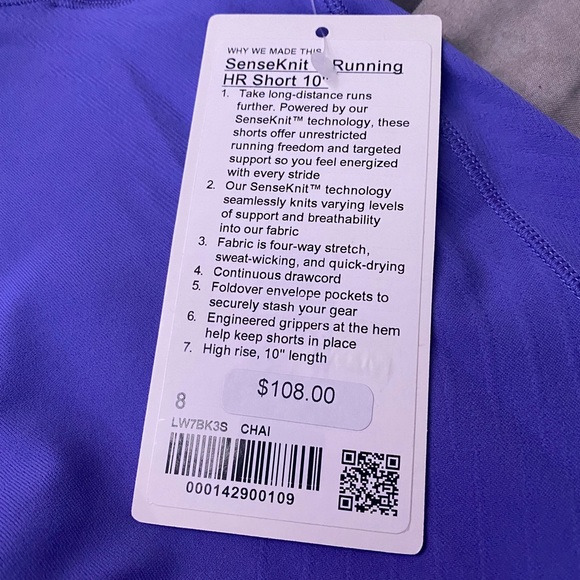 WHY WE MADE THIS
SenseKnit Running
HR Short 10"
1. Take long-distance runs
further. Powered by our
SenseKnit™ technology, these
shorts offer unrestricted
running freedom and targeted
support so you feel energized
with every stride
2. Our SenseKnit™ technology
seamlessly knits varying levels
of support and breathability
into our fabric
3. Fabric is four-way stretch,
sweat-wicking, and quick-drying
4. Continuous drawcord
5. Foldover envelope pockets to
securely stash your gear
6. Engineered grippers at the hem
help keep shorts in place
7. High rise, 10" length
$108.00
8
LW7BK3S CHAI
000142900109